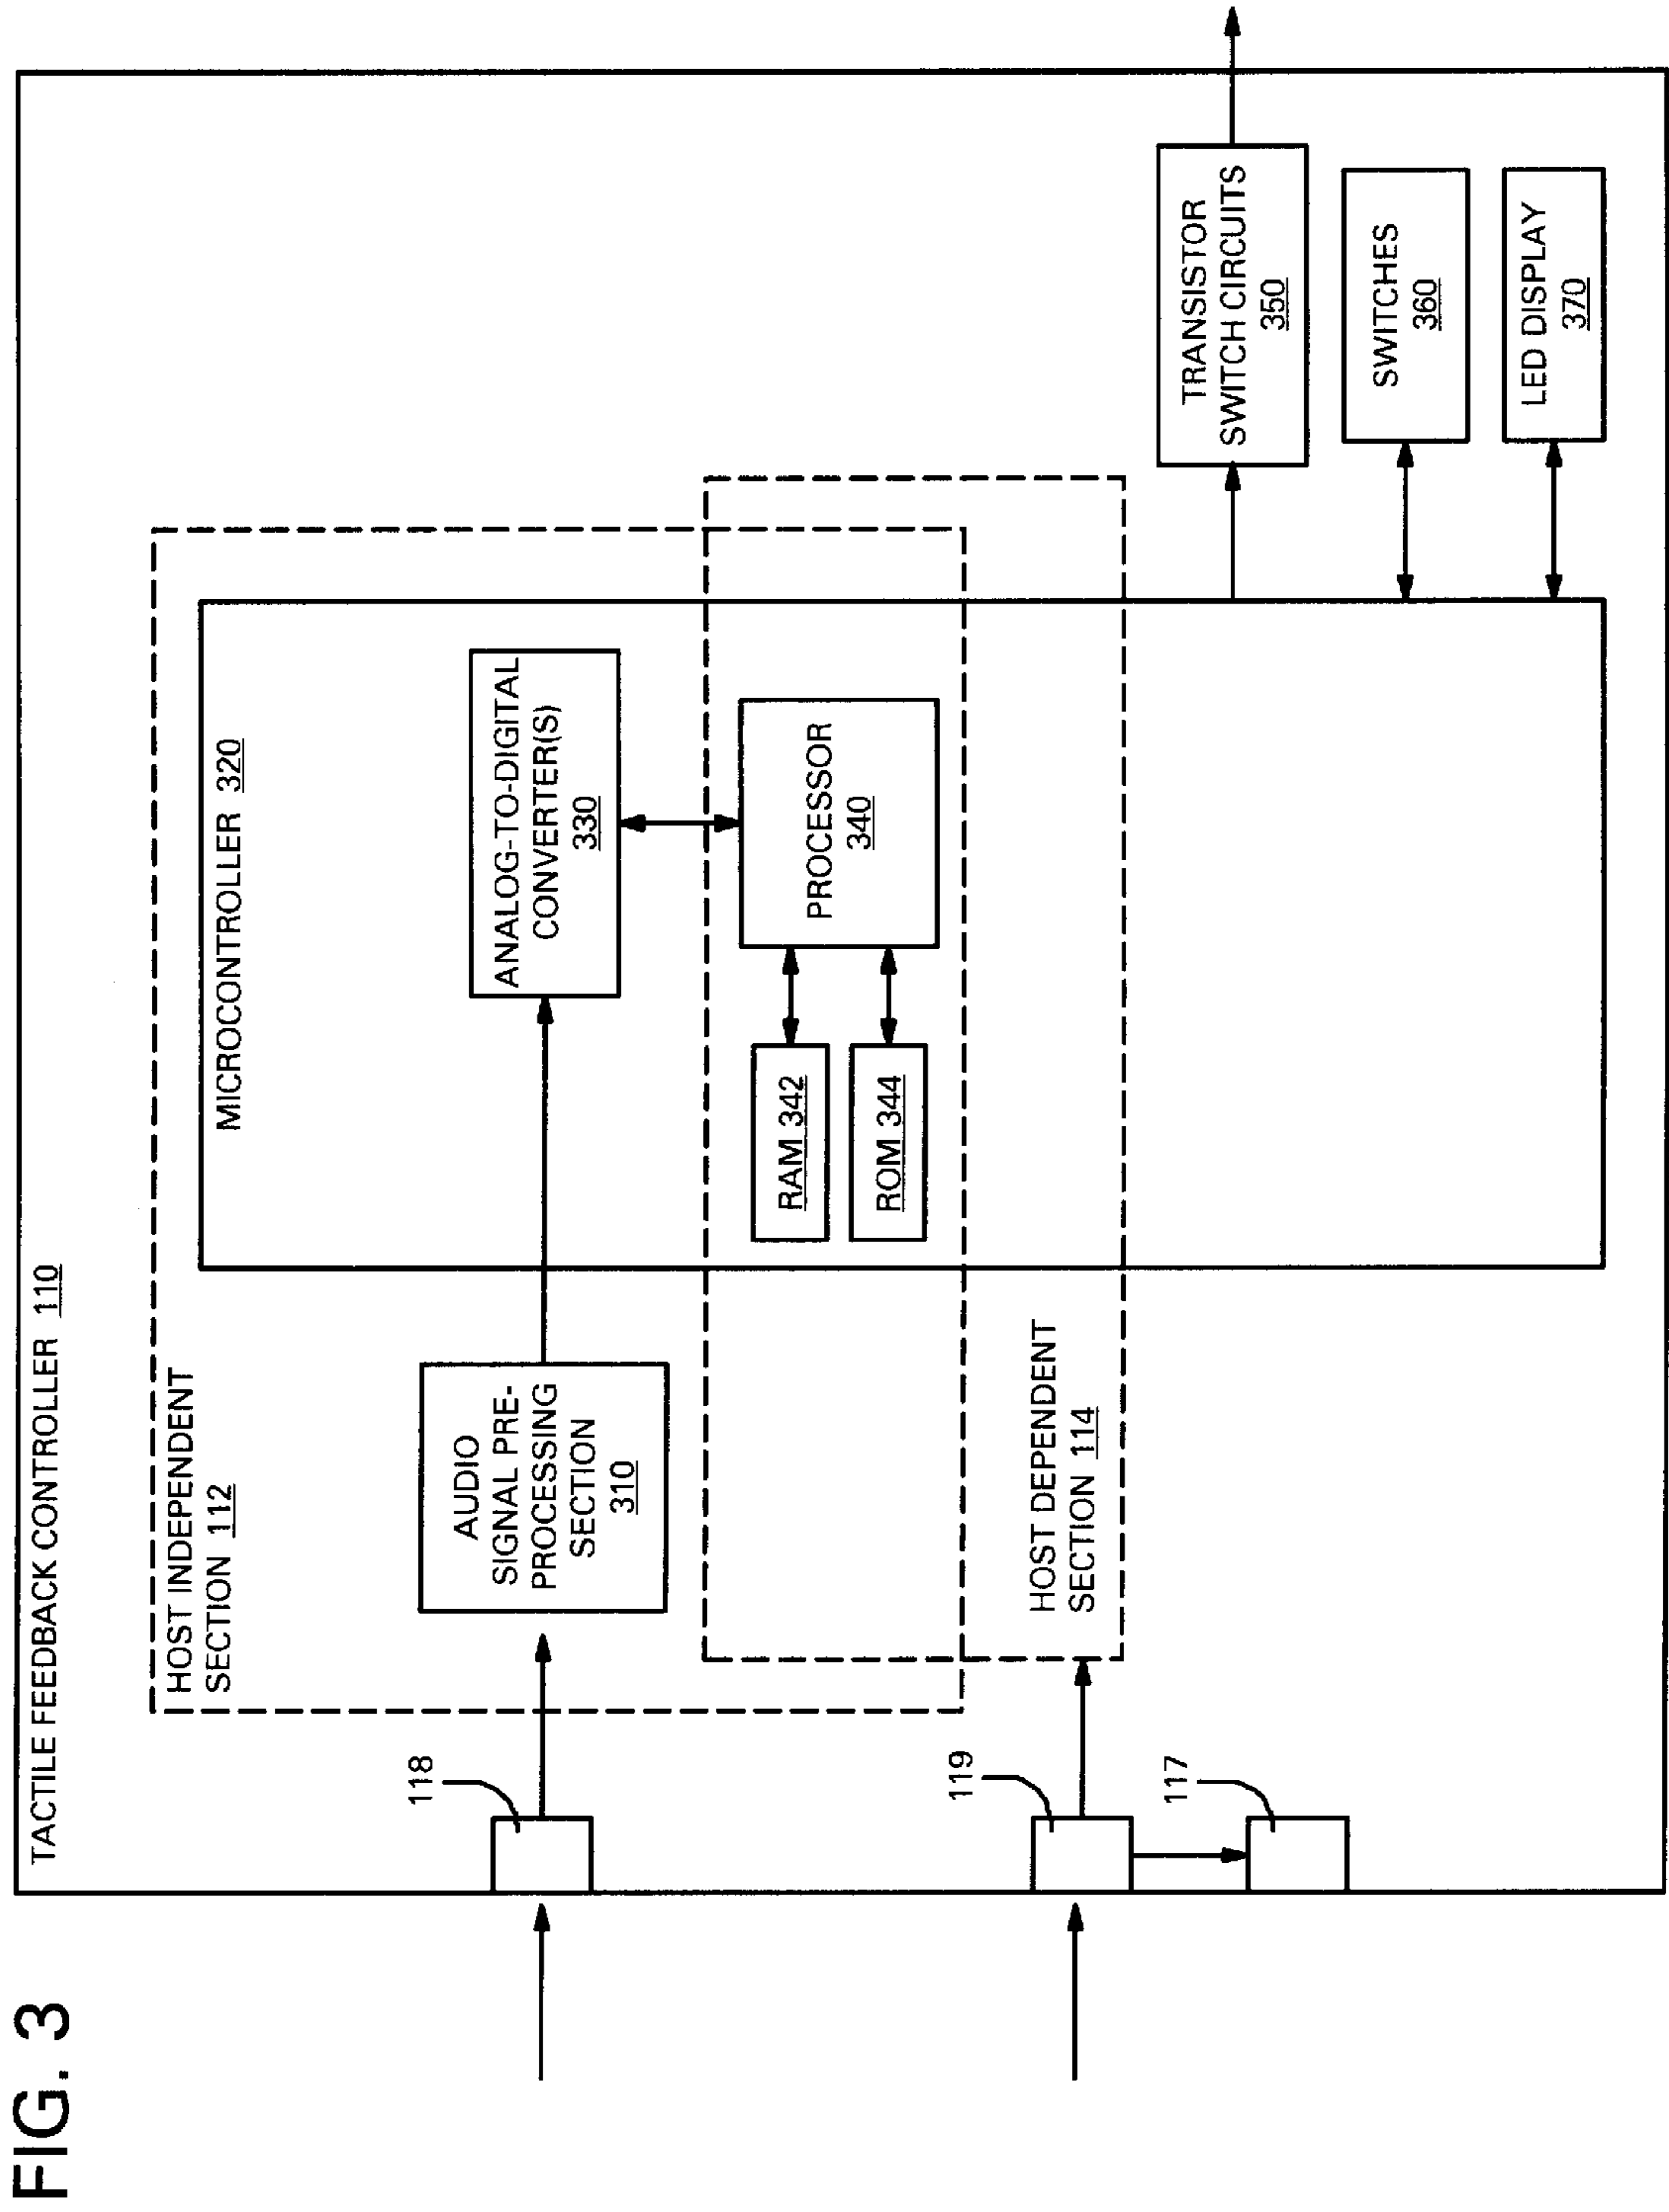 FIG. 3
TACTILE FEEDBACK CONTROLLER 110
HOST INDEPENDENT
SECTION 112
MICROCONTROLLER 320
118
AUDIO
SIGNAL PRE-
PROCESSING
SECTION
310
ANALOG-TO-DIGITAL
CONVERTER(S)
330
RAM 342
ROM 344
PROCESSOR
340
119
HOST DEPENDENT
SECTION 114
117
TRANSISTOR
SWITCH CIRCUITS
350
SWITCHES
360
LED DISPLAY
370